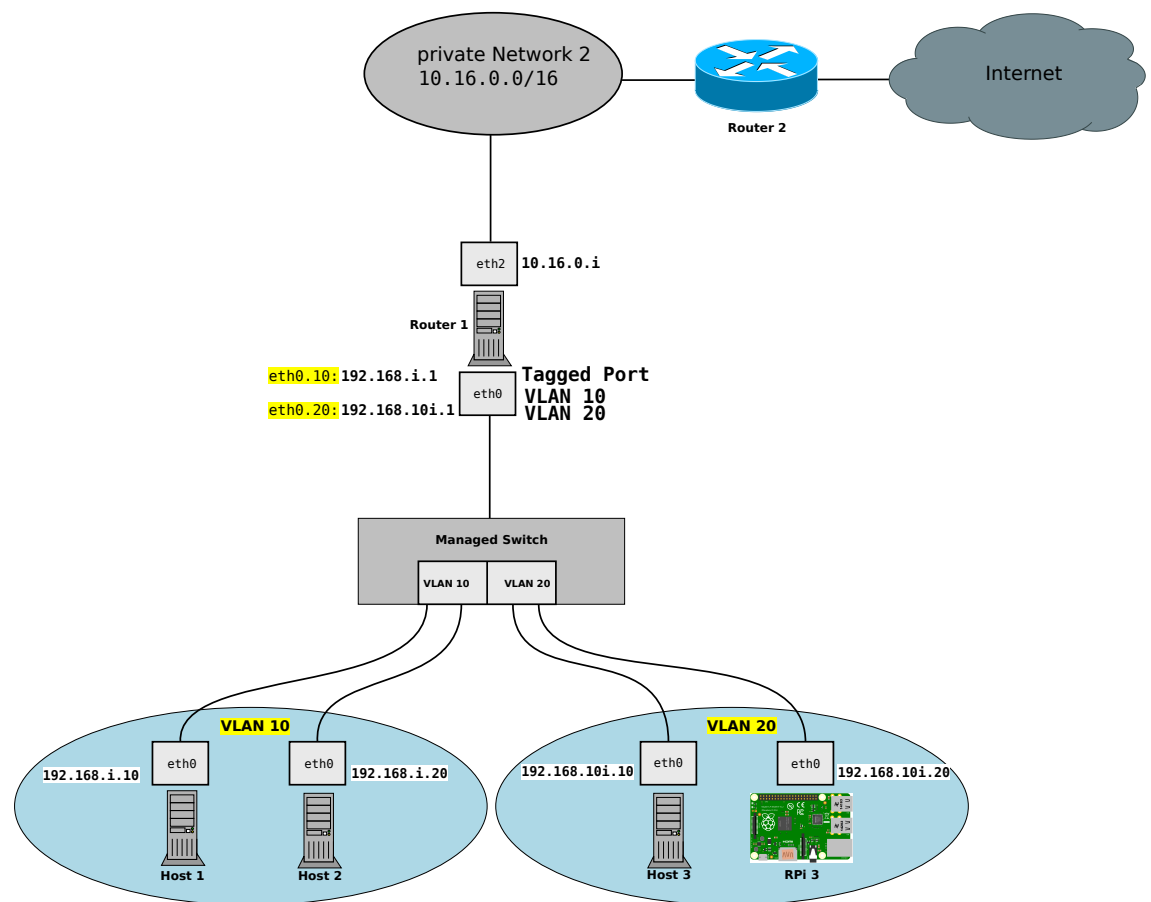 private Network 2
10.16.0.0/16
Internet
Router 2
eth2
10.16.0.i
Router 1
eth0.10: 192.168.i.1
eth0
Tagged Port
VLAN 10
VLAN 20
eth0.20: 192.168.10i.1
Managed Switch
VLAN 10
VLAN 20
VLAN 10
eth0
192.168.i.10
eth0
192.168.i.20
Host 1
Host 2
VLAN 20
192.168.10i.10
eth0
eth0
192.168.10i.20
Host 3
RPi 3